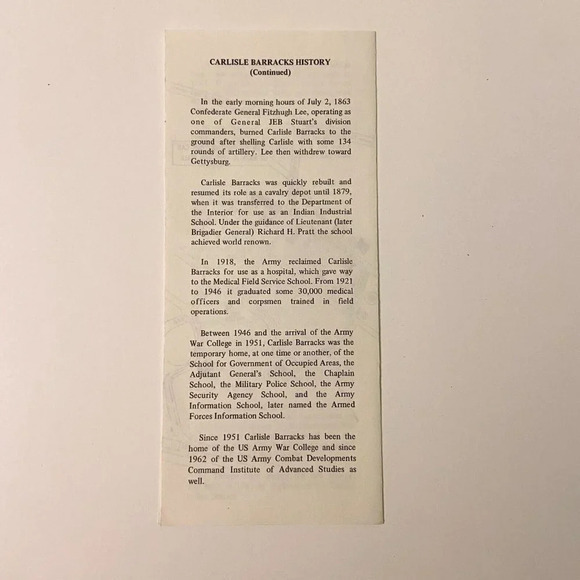 CARLISLE BARRACKS HISTORY
(Continued)
In the early morning hours of July 2, 1863
Confederate General Fitzhugh Lee, operating as
one of General JEB Stuart's division
commanders, burned Carlisle Barracks to the
ground after shelling Carlisle with some 134
rounds of artillery. Lee then withdrew toward
Gettysburg.
Carlisle Barracks was quickly rebuilt and
resumed its role as a cavalry depot until 1879,
when it was transferred to the Department of
the Interior for use as an Indian Industrial
School. Under the guidance of Lieutenant (later
Brigadier General) Richard H. Pratt the school
achieved world renown.
In 1918, the Army reclaimed Carlisle
Barracks for use as a hospital, which gave way
to the Medical Field Service School. From 1921
to 1946 it graduated some 30,000 medical
officers and corpsmen trained in field
operations.
Between 1946 and the arrival of the Army
War College in 1951, Carlisle Barracks was the
temporary home, at one time or another, of the
School for Government of Occupied Areas, the
Adjutant General's School, the Chaplain
School, the Military Police School, the Army
Security Agency School, and the Army
Information School, later named the Armed
Forces Information School.
Since 1951 Carlisle Barracks has been the
home of the US Army War College and since
1962 of the US Army Combat Developments
Command Institute of Advanced Studies as
well.